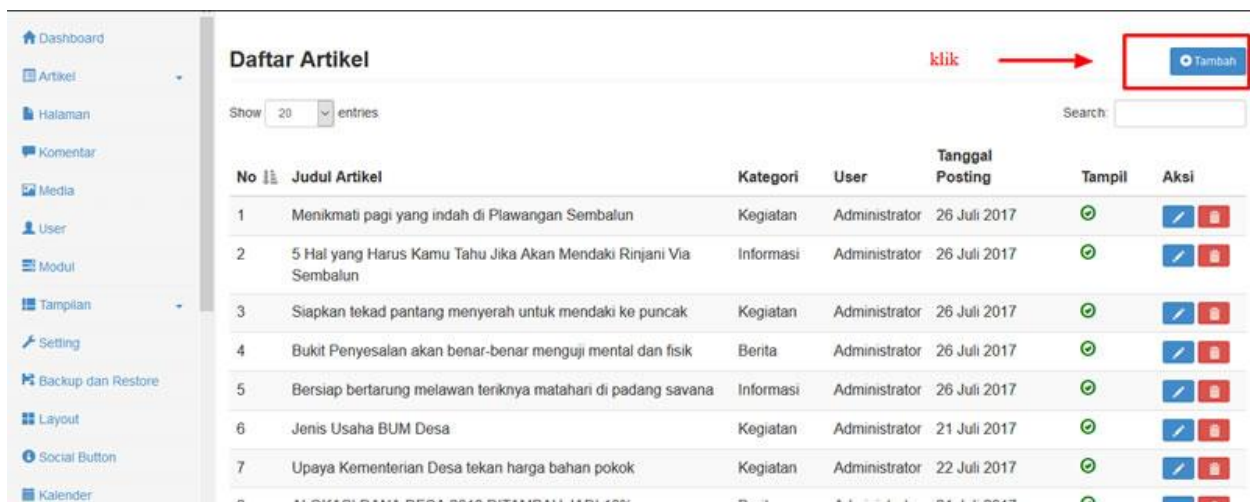 Dashboard
Artikel
Halaman
Komentar
Media
User
Modul
Tampilan
Setting
Backup dan Restore
Layout
Social Button
Kalender
Daftar Artikel
klik
Tambah
Show 20 entries
Search:
No Judul Artikel Kategori User Tanggal Posting Tampil Aksi
1 Menikmati pagi yang indah di Plawangan Sembalun Kegiatan Administrator 26 Juli 2017
2 5 Hal yang Harus Kamu Tahu Jika Akan Mendaki Rinjani Via Sembalun Informasi Administrator 26 Juli 2017
3 Siapkan tekad pantang menyerah untuk mendaki ke puncak Kegiatan Administrator 26 Juli 2017
4 Bukit Penyesalan akan benar-benar menguji mental dan fisik Berita Administrator 26 Juli 2017
5 Bersiap bertarung melawan teriknya matahari di padang savana Informasi Administrator 26 Juli 2017
6 Jenis Usaha BUM Desa Kegiatan Administrator 21 Juli 2017
7 Upaya Kementerian Desa tekan harga bahan pokok Kegiatan Administrator 22 Juli 2017